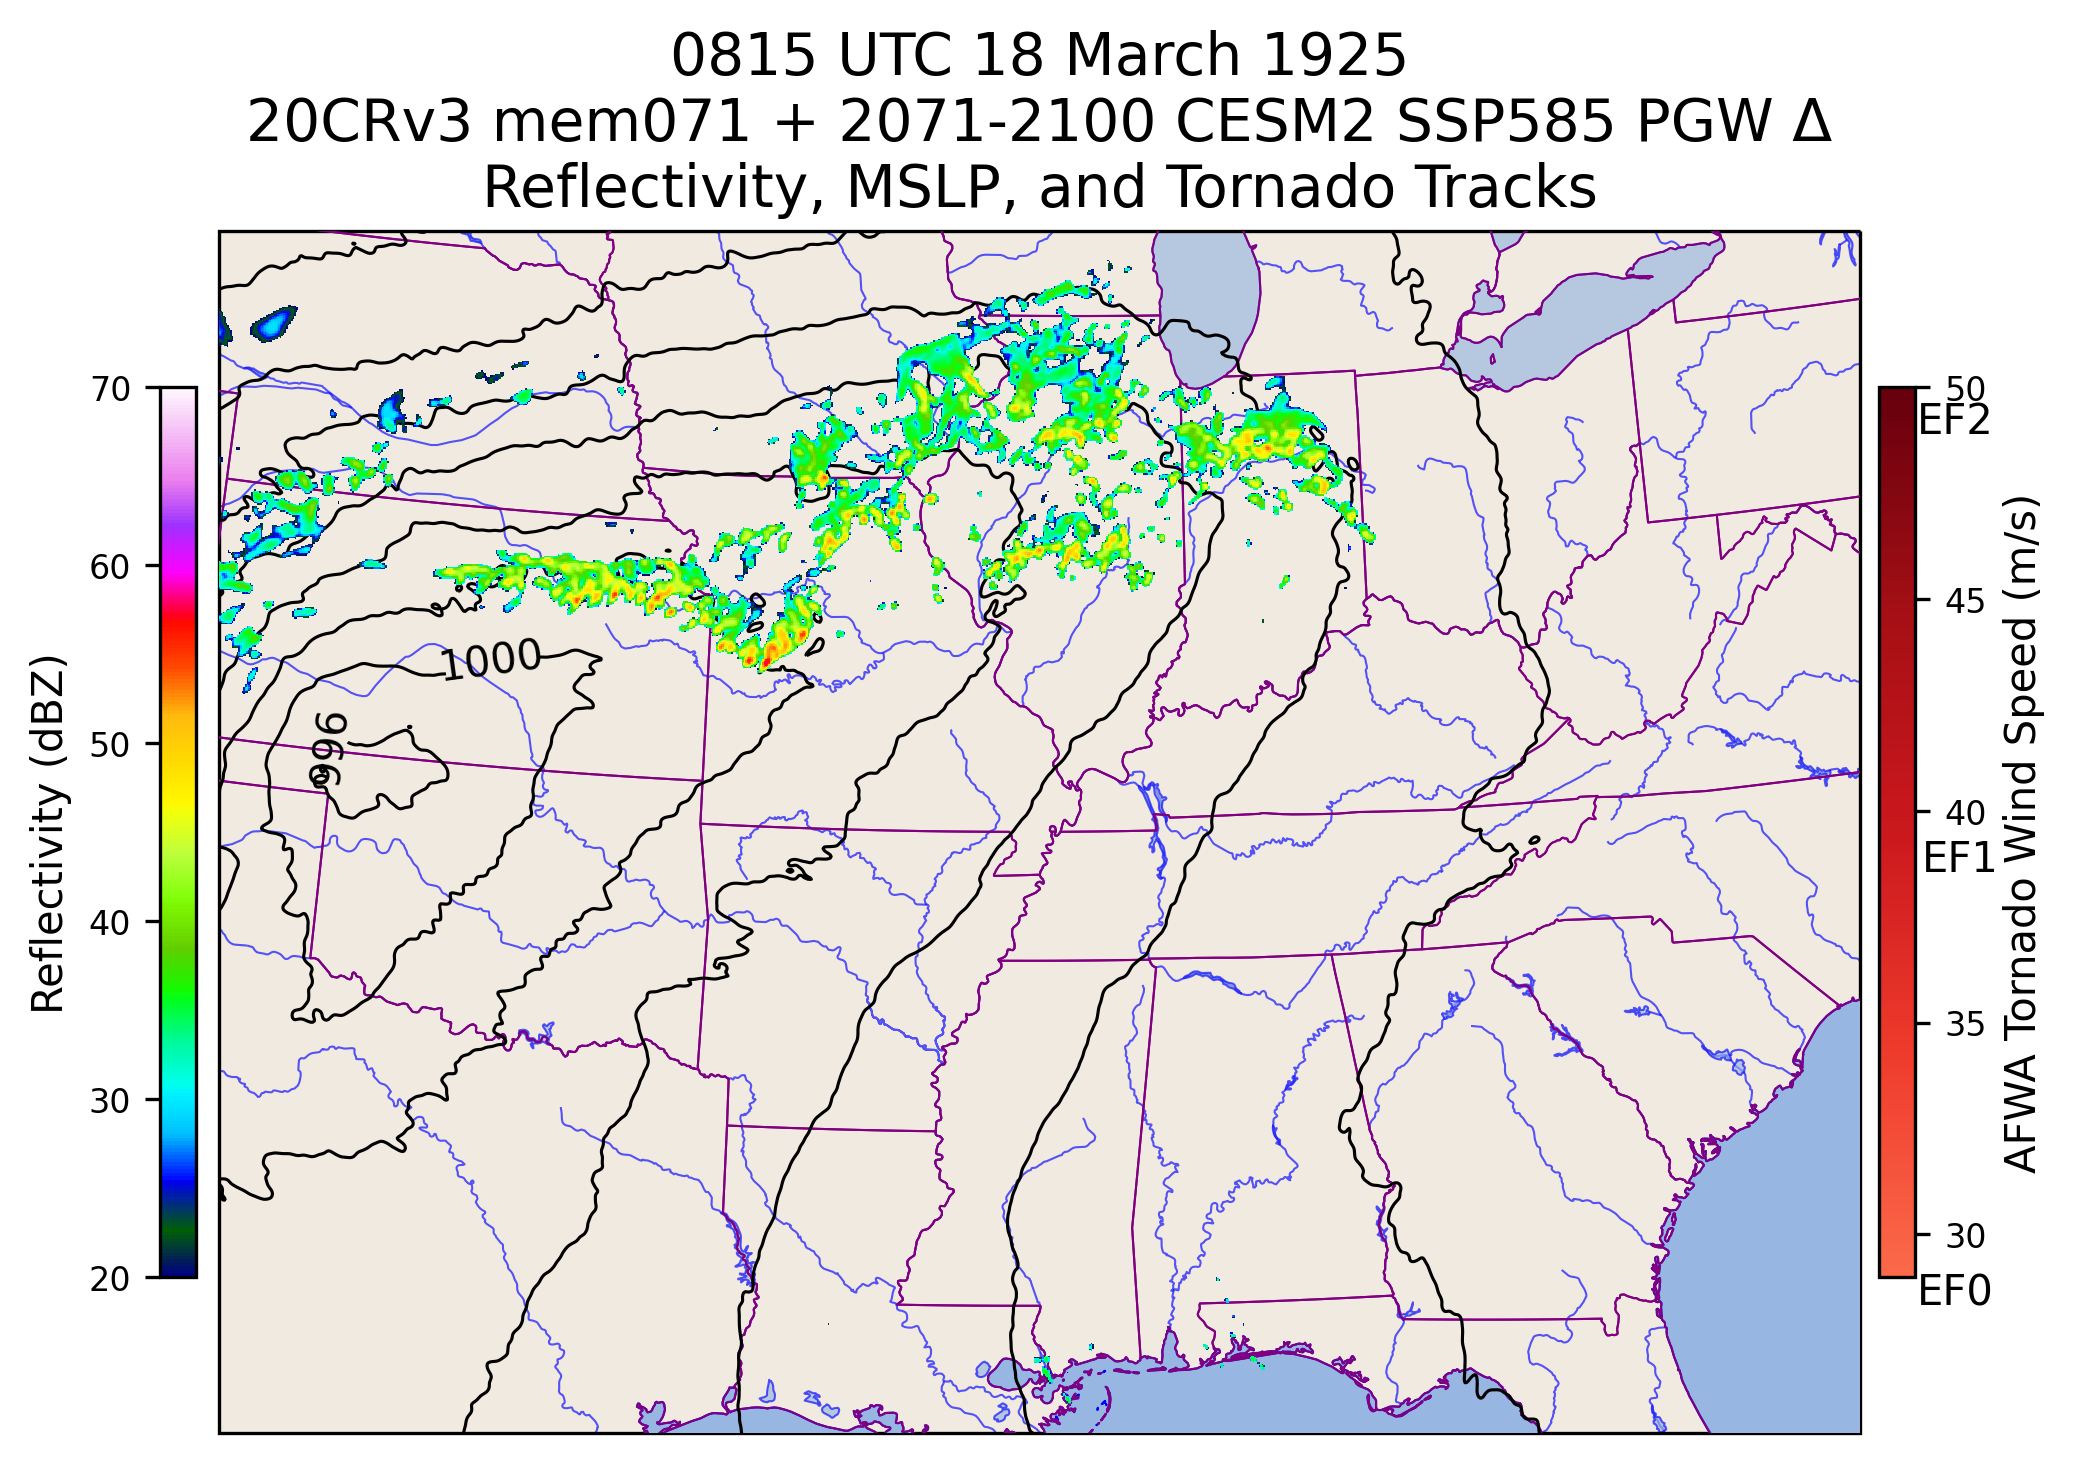 0815 UTC 18 March 1925
20CRv3 mem071 + 2071-2100 CESM2 SSP585 PGW Δ
Reflectivity, MSLP, and Tornado Tracks
70
60
50
40
30
20
Reflectivity (dBZ)
1000
996
50
EF2
45
40
EF1
35
30
EF0
AFWA Tornado Wind Speed (m/s)